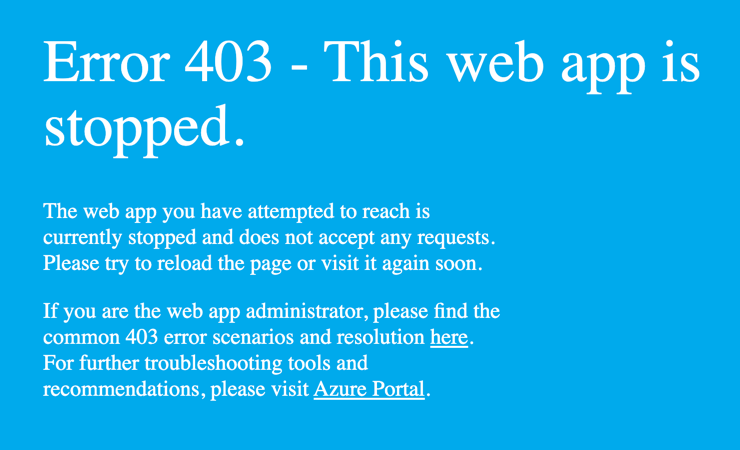 Error 403 - This web app is
stopped.
The web app you have attempted to reach is
currently stopped and does not accept any requests.
Please try to reload the page or visit it again soon.
If you are the web app administrator, please find the
common 403 error scenarios and resolution here.
For further troubleshooting tools and
recommendations, please visit Azure Portal.